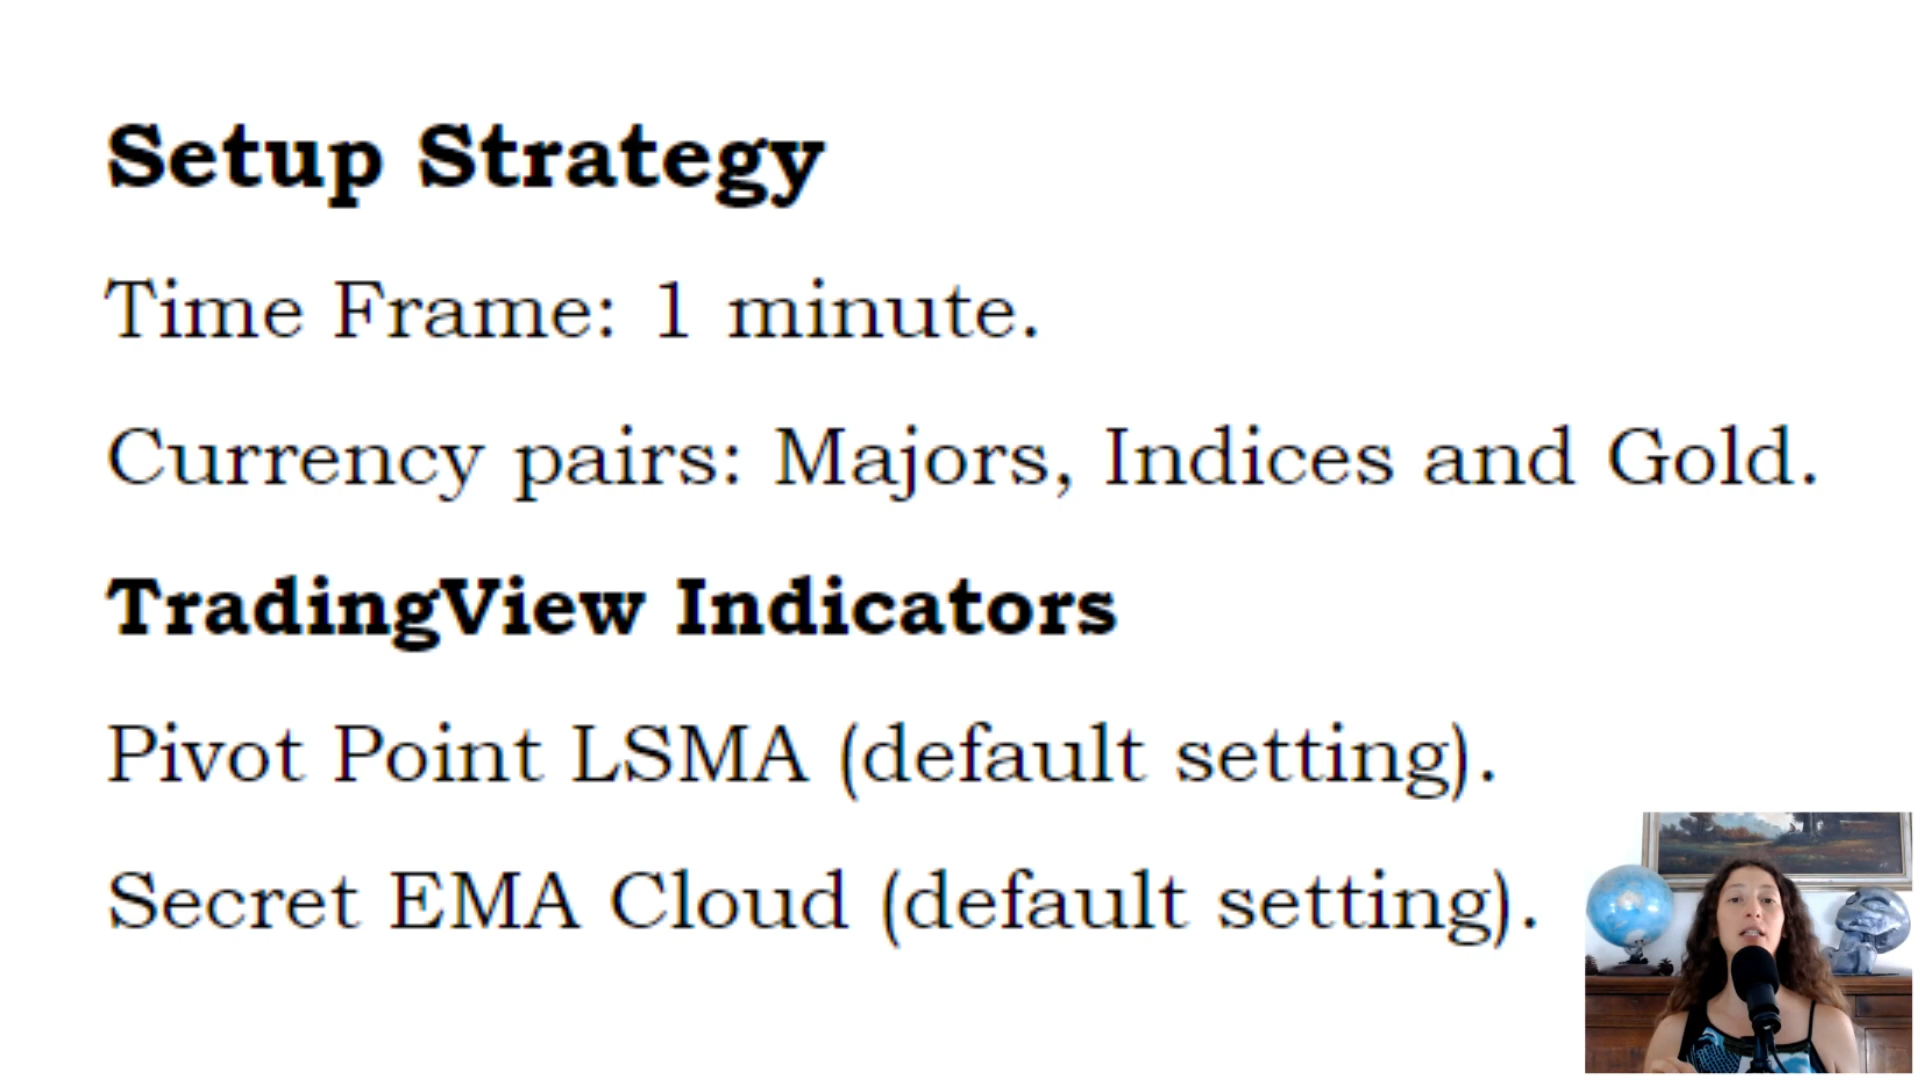 Setup Strategy
Time Frame: 1 minute.
Currency pairs: Majors, Indices and Gold.
TradingView Indicators
Pivot Point LSMA (default setting).
Secret EMA Cloud (default setting).